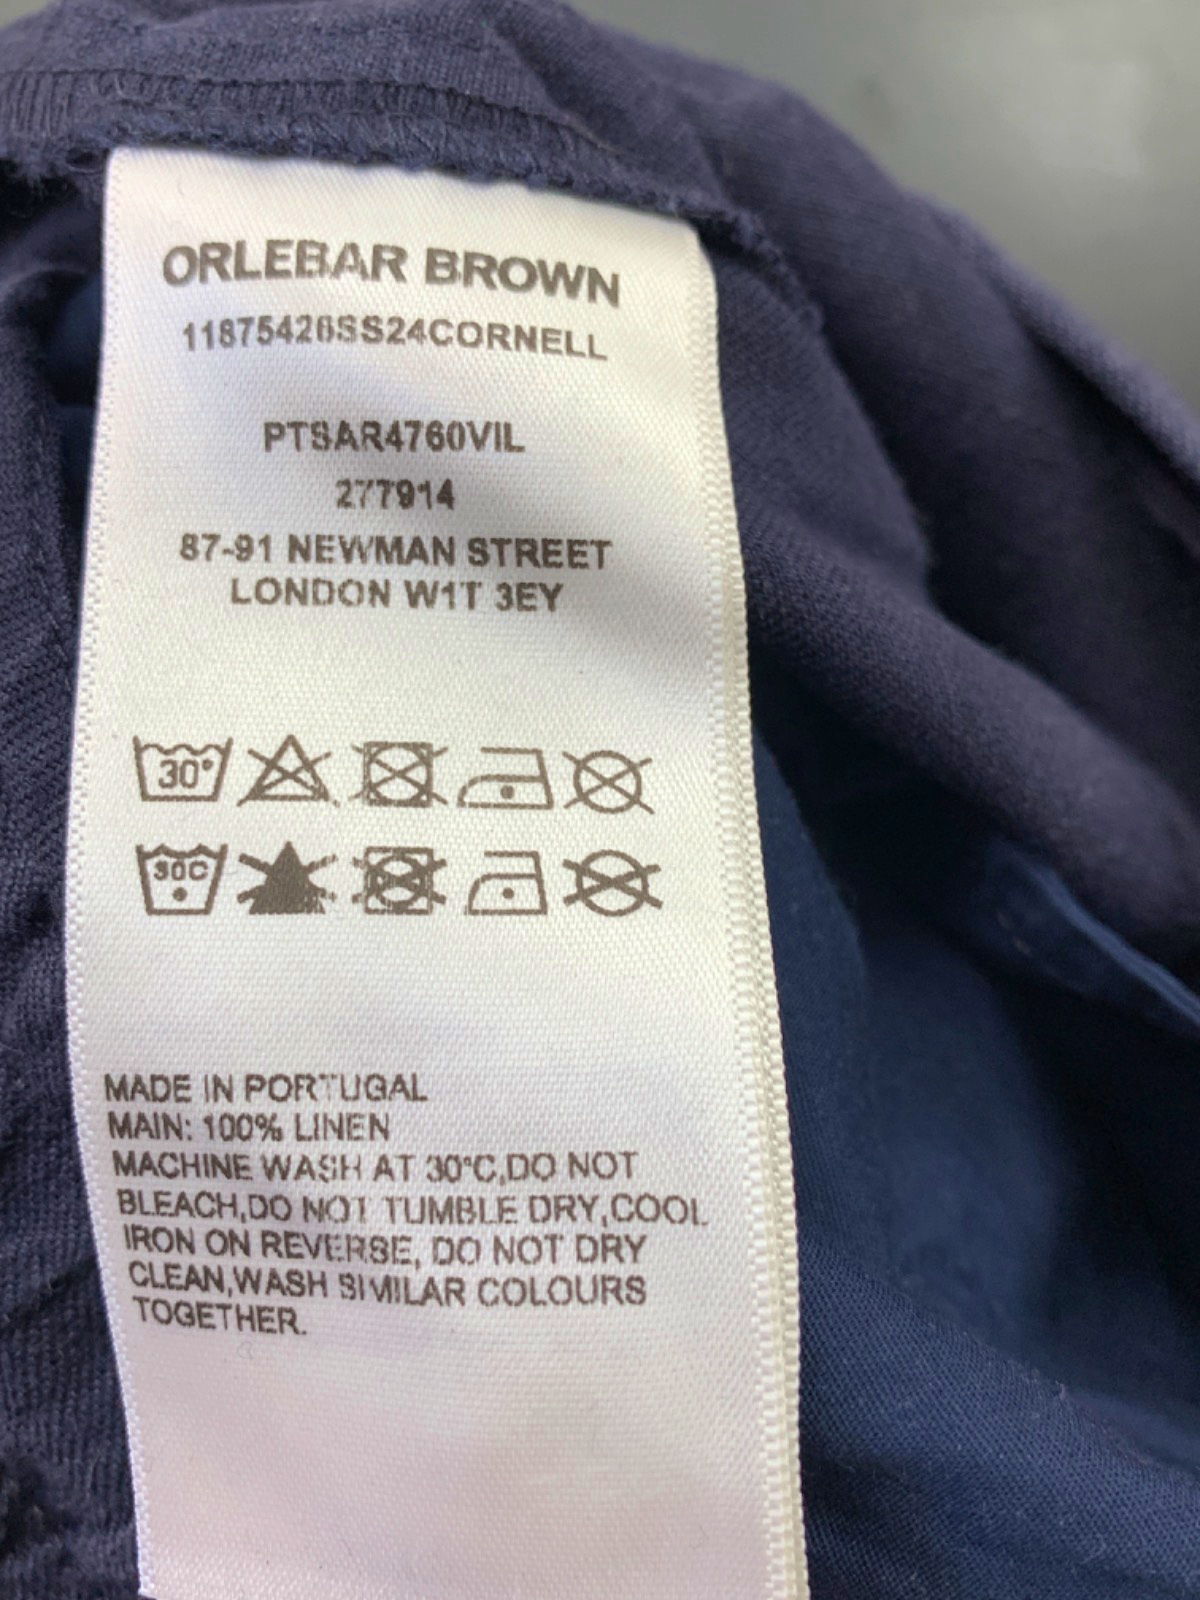 ORLEBAR BROWN
11875426SS24CORNELL
PTSAR4760VIL
277914
87-91 NEWMAN STREET
LONDON W1T 3EY
30°
30C
MADE IN PORTUGAL
MAIN: 100% LINEN
MACHINE WASH AT 30°C,DO NOT
BLEACH,DO NOT TUMBLE DRY,COOL
IRON ON REVERSE, DO NOT DRY
CLEAN,WASH SIMILAR COLOURS
TOGETHER.